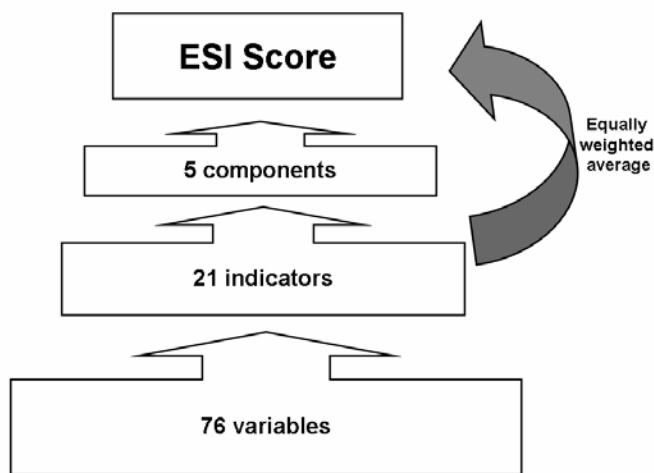 ESI Score
Equally
weighted
average
5 components
21 indicators
76 variables